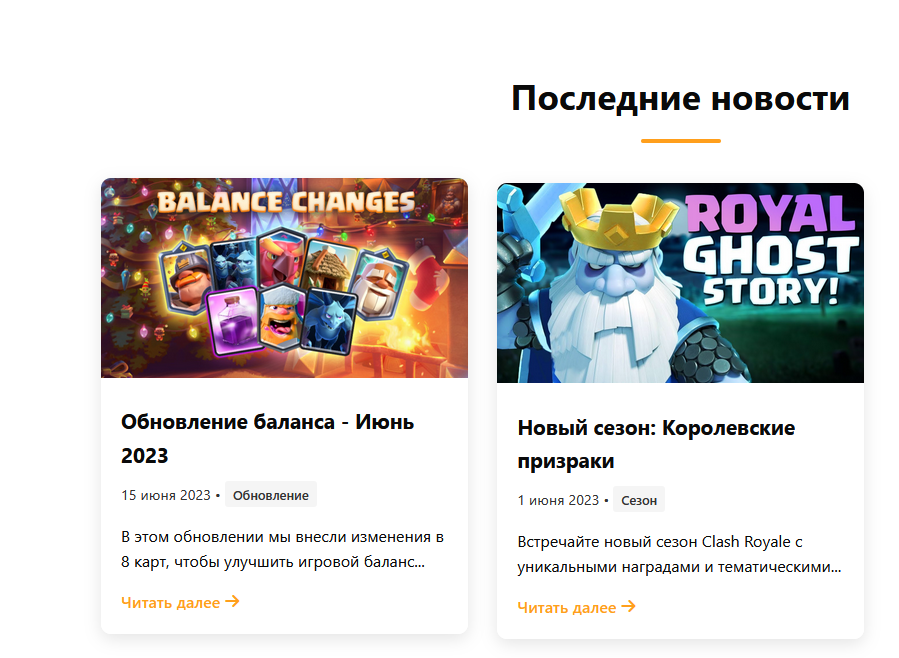 Последние новости
BALANCE CHANGES
Обновление баланса - Июнь
2023
15 июня 2023 • Обновление
В этом обновлении мы внесли изменения в
8 карт, чтобы улучшить игровой баланс...
Читать далее →
ROYAL
GHOST
STORY!
Новый сезон: Королевские
призраки
1 июня 2023 • Сезон
Встречайте новый сезон Clash Royale с
уникальными наградами и тематическими...
Читать далее →